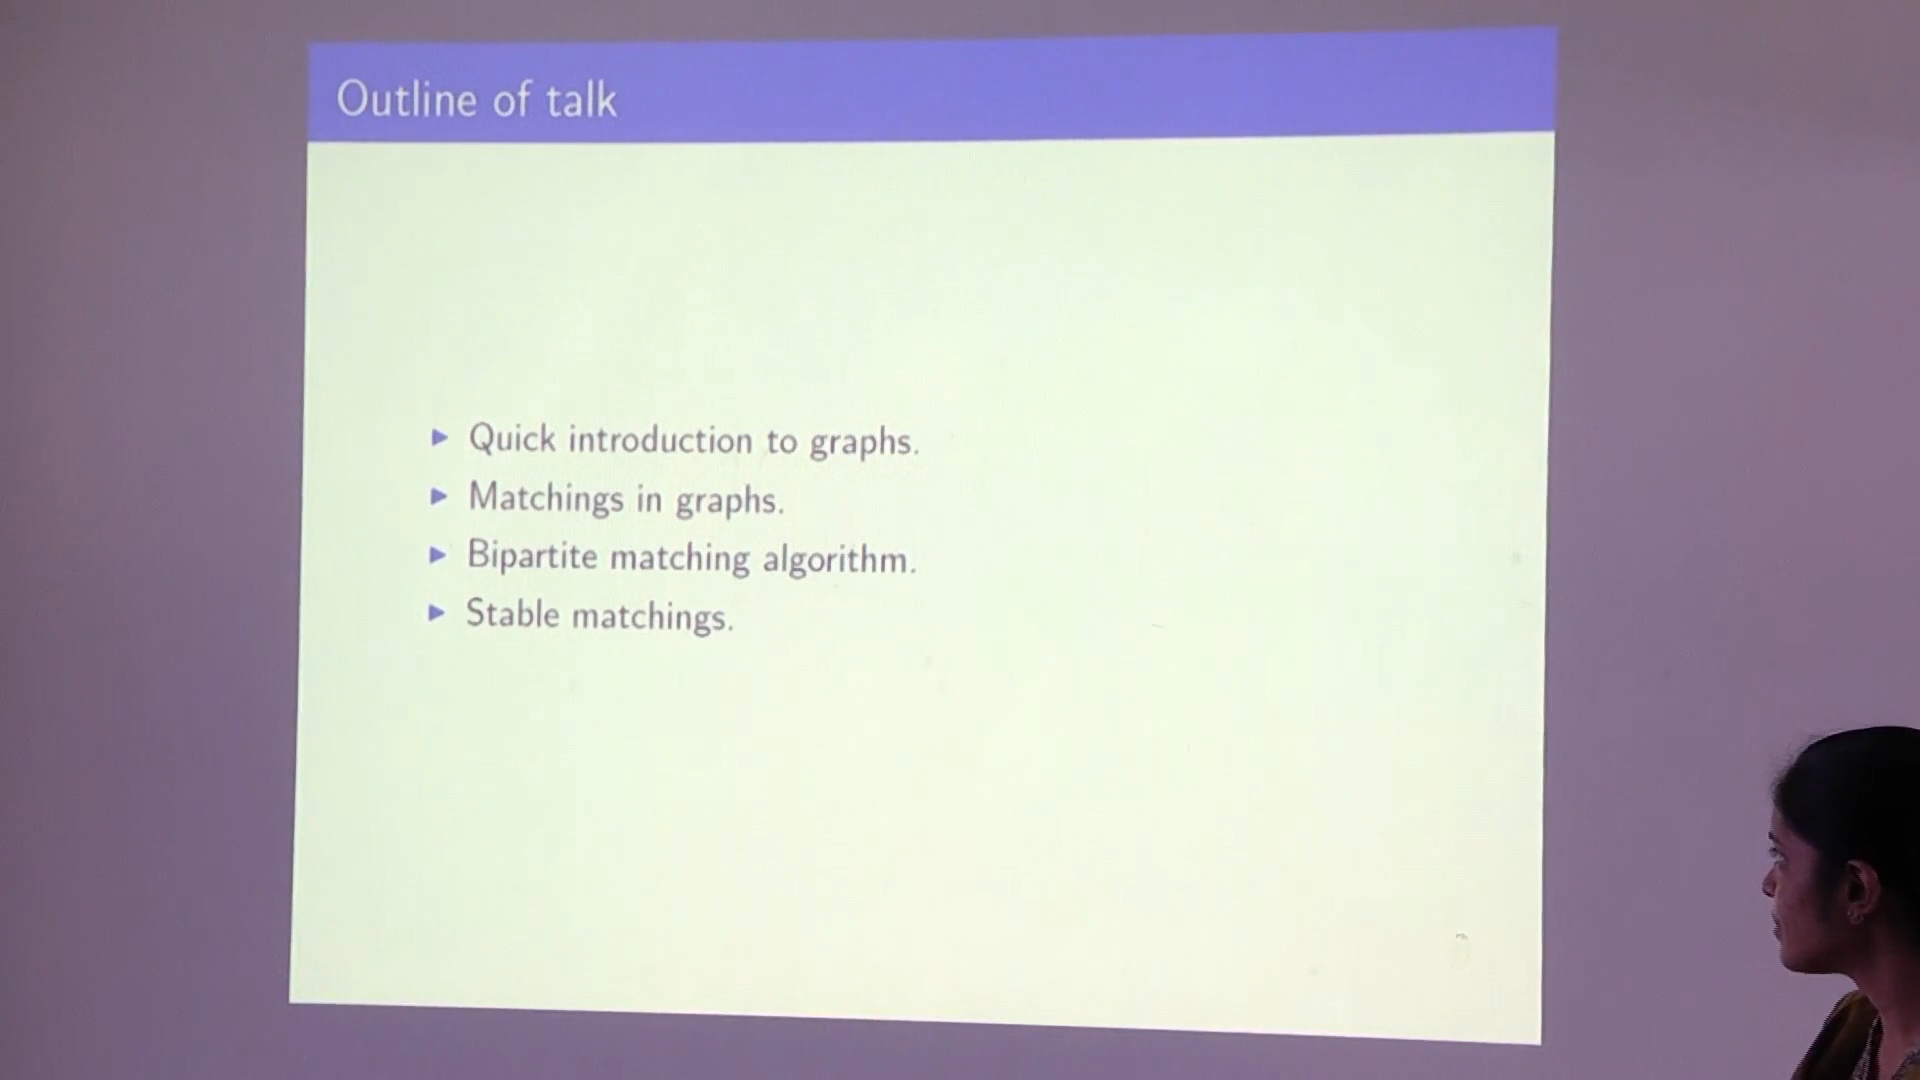 Outline of talk
Quick introduction to graphs.
Matchings in graphs.
Bipartite matching algorithm.
Stable matchings.